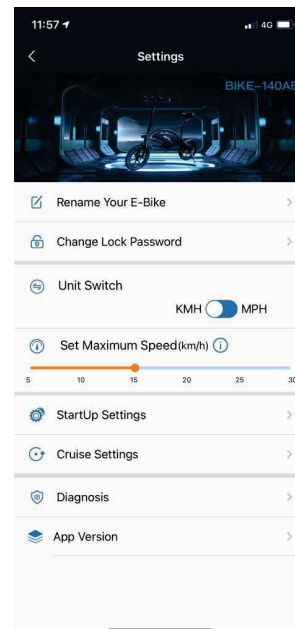 11:57 4G
Settings
BIKE-140AE
Rename Your E-Bike
Change Lock Password
Unit Switch
KMH MPH
Set Maximum Speed(km/h) i
5 10 15 20 25 30
StartUp Settings
Cruise Settings
Diagnosis
App Version